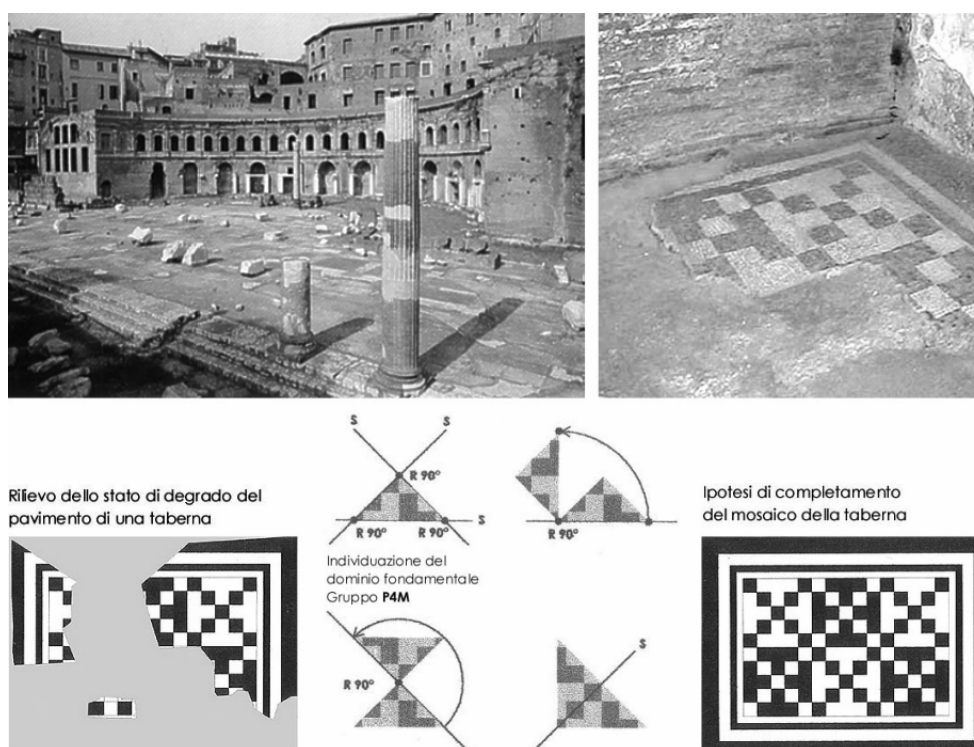 S
S
R 90°
Rilievo dello stato di degrado del
pavimento di una taberna
R 90°
R 90°
S
R 90°
Ipotesi di completamento
del mosaico della taberna
Individuazione del
dominio fondamentale
Gruppo P4M
R 90°
S